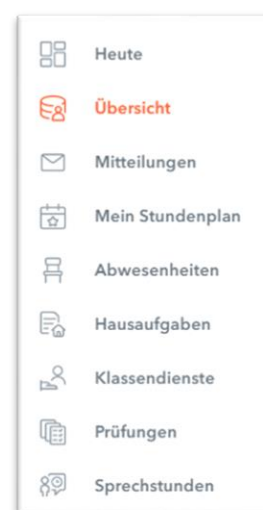 Heute
Übersicht
Mitteilungen
Mein Stundenplan
Abwesenheiten
Hausaufgaben
Klassendienste
Prüfungen
Sprechstunden